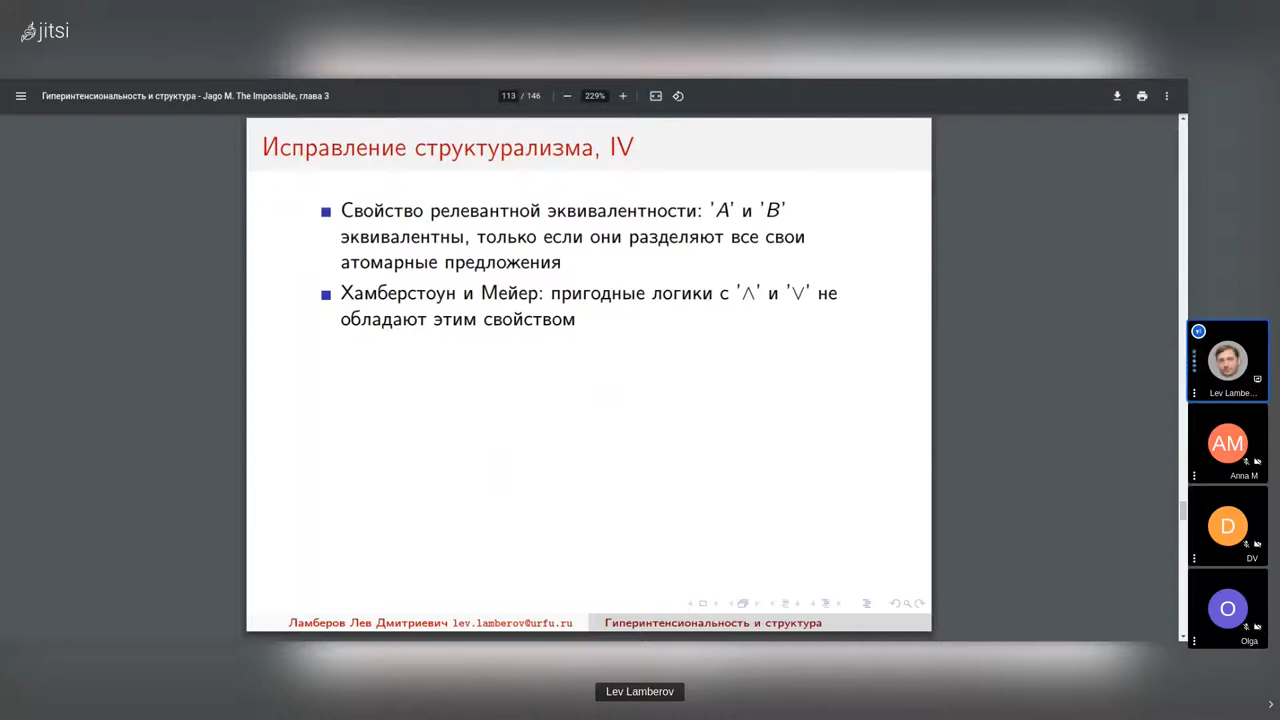 jitsi
Гиперинтенсиональность и структура - Jago M. The Impossible, глава 3
113 / 146
229%
Исправление структурализма, IV
Свойство релевантной эквивалентности: 'A' и 'B'
эквивалентны, только если они разделяют все свои
атомарные предложения
Хамберстоун и Мейер: пригодные логики с '∧' и '∨' не
обладают этим свойством
Ламберов Лев Дмитриевич lev.lamberov@urfu.ru
Гиперинтенсиональность и структура
Lev Lambe...
AM
Anna M
D
DV
O
Olga
Lev Lamberov